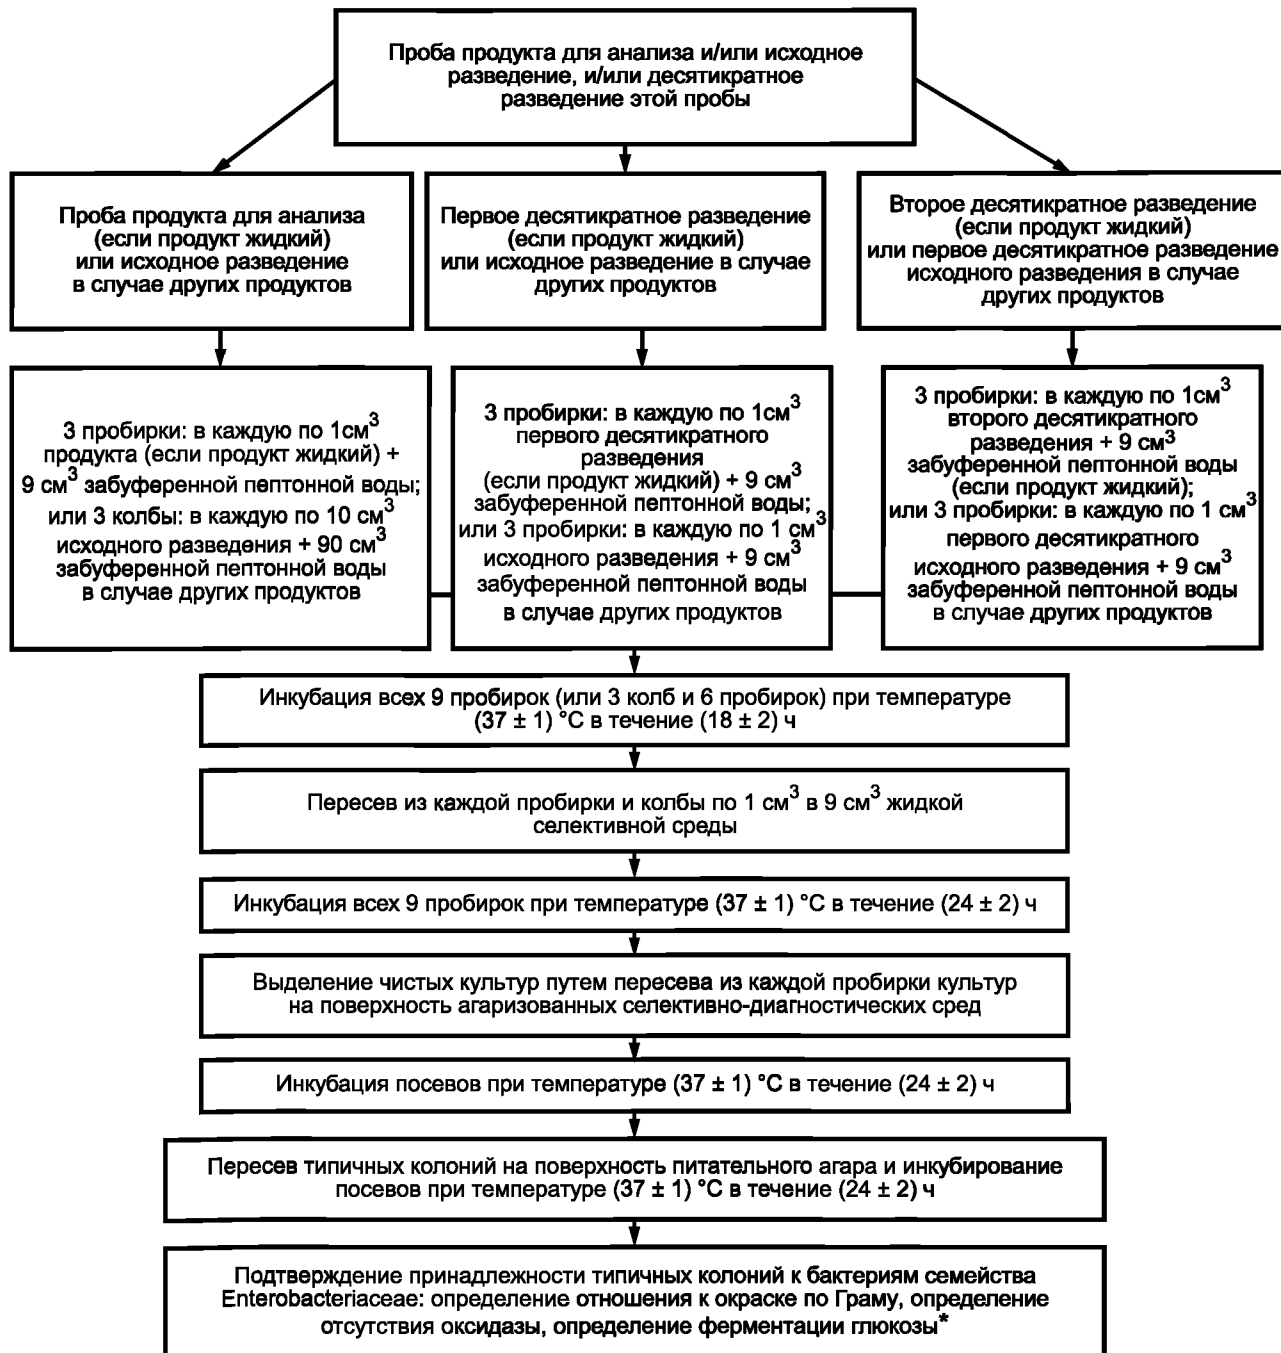 Проба продукта для анализа и/или исходное
разведение, и/или десятикратное
разведение этой пробы
Проба продукта для анализа
(если продукт жидкий)
или исходное разведение
в случае других продуктов
Первое десятикратное разведение
(если продукт жидкий)
или исходное разведение в случае
других продуктов
Второе десятикратное разведение
(если продукт жидкий)
или первое десятикратное разведение
исходного разведения в случае
других продуктов
3 пробирки: в каждую по 1см³
продукта (если продукт жидкий) +
9 см³ забуференной пептонной воды;
или 3 колбы: в каждую по 10 см³
исходного разведения + 90 см³
забуференной пептонной воды
в случае других продуктов
3 пробирки: в каждую по 1см³
первого десятикратного
разведения
(если продукт жидкий) + 9 см³
забуференной пептонной воды;
или 3 пробирки: в каждую по 1 см³
исходного разведения + 9 см³
забуференной пептонной воды
в случае других продуктов
3 пробирки: в каждую по 1см³
второго десятикратного
разведения + 9 см³
забуференной пептонной воды
(если продукт жидкий);
или 3 пробирки: в каждую по 1 см³
первого десятикратного
исходного разведения + 9 см³
забуференной пептонной воды
в случае других продуктов
Инкубация всех 9 пробирок (или 3 колб и 6 пробирок) при температуре
(37 ± 1) °С в течение (18 ± 2) ч
Пересев из каждой пробирки и колбы по 1 см³ в 9 см³ жидкой
селективной среды
Инкубация всех 9 пробирок при температуре (37 ± 1) °С в течение (24 ± 2) ч
Выделение чистых культур путем пересева из каждой пробирки культур
на поверхность агаризованных селективно-диагностических сред
Инкубация посевов при температуре (37 ± 1) °С в течение (24 ± 2) ч
Пересев типичных колоний на поверхность питательного агара и инкубирование
посевов при температуре (37 ± 1) °С в течение (24 ± 2) ч
Подтверждение принадлежности типичных колоний к бактериям семейства
Enterobacteriaceae: определение отношения к окраске по Граму, определение
отсутствия оксидазы, определение ферментации глюкозы*